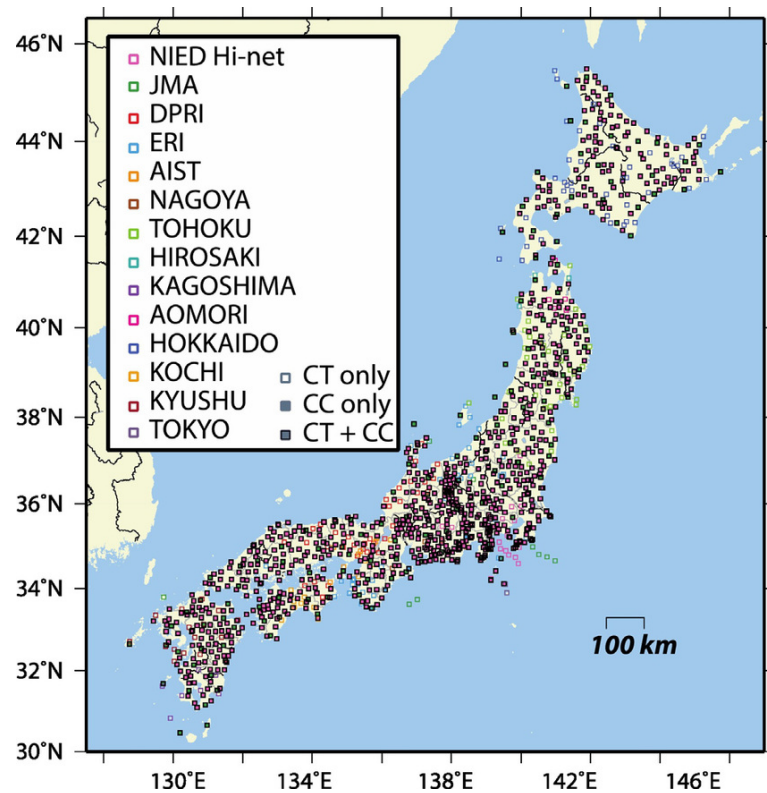 46°N
44°N
42°N
40°N
38°N
36°N
34°N
32°N
30°N
NIED Hi-net
JMA
DPRI
ERI
AIST
NAGOYA
TOHOKU
HIROSAKI
KAGOSHIMA
AOMORI
HOKKAIDO
KOCHI
KYUSHU
TOKYO
CT only
CC only
CT + CC
100 km
130°E
134°E
138°E
142°E
146°E